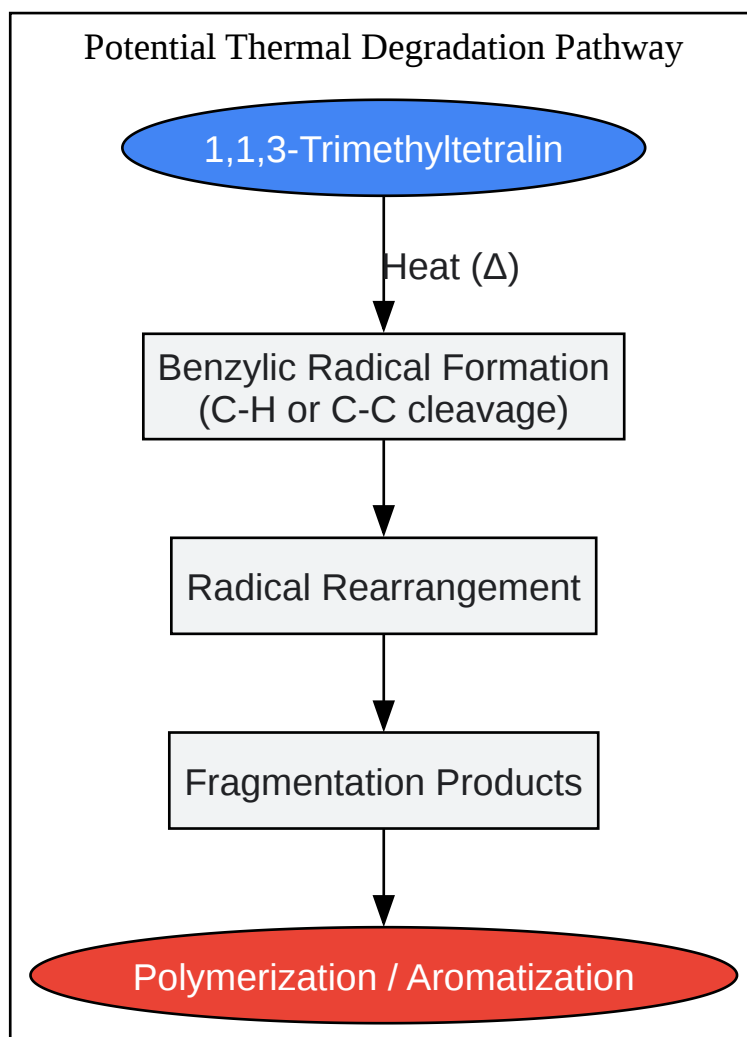 Potential Thermal Degradation Pathway
1,1,3-Trimethyltetralin
Heat (Δ)
Benzylic Radical Formation
(C-H or C-C cleavage)
Radical Rearrangement
Fragmentation Products
Polymerization / Aromatization